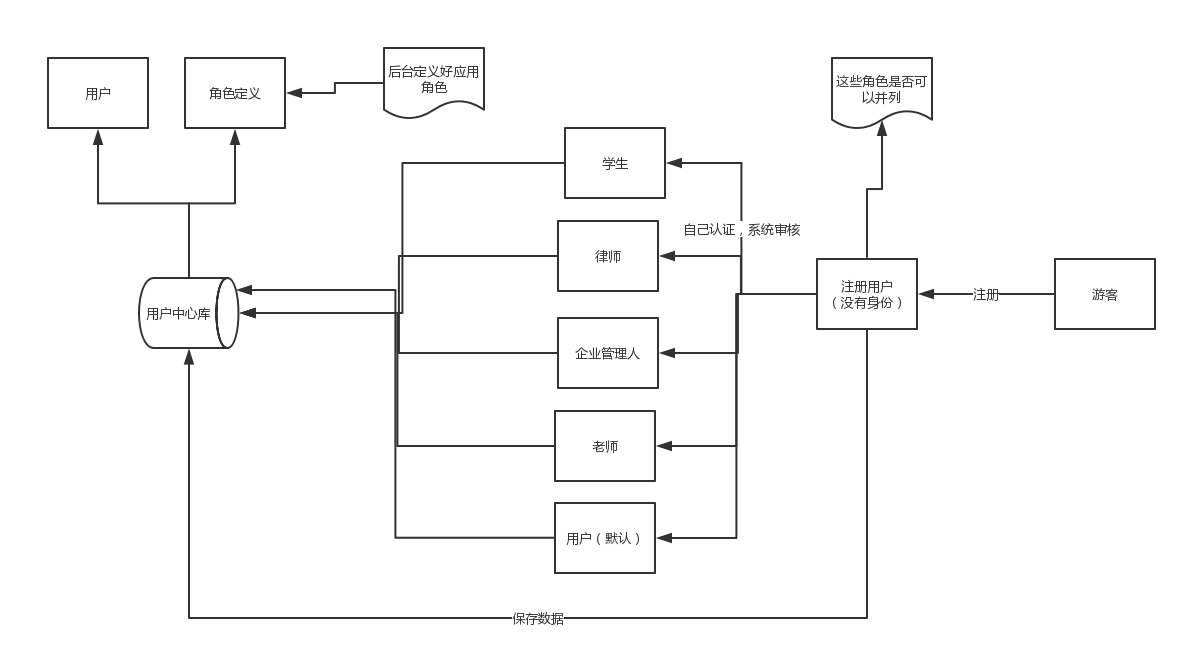 后台定义好应用
角色
这些角色是否可
以并列
用户
角色定义
学生
自己认证，系统审核
律师
注册用户
（没有身份）
注册
游客
用户中心库
企业管理人
老师
用户（默认）
保存数据